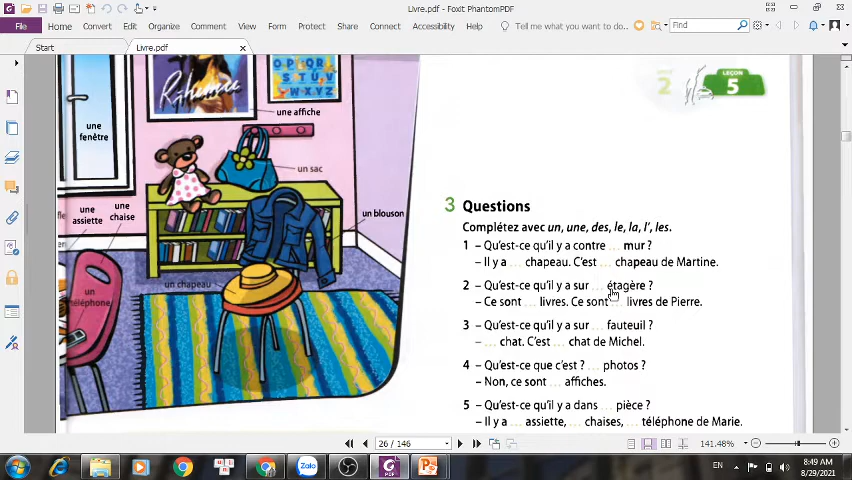 Livre.pdf - Foxit PhantomPDF
File Home Convert Edit Organize Comment View Form Protect Share Connect Accessibility Help Tell me what you want to do... Find
Start Livre.pdf
une fenêtre
Rihanna
O P Q R
S T U V
W X Y Z
une affiche
un sac
une assiette
une chaise
un blouson
un chapeau
un téléphone
2
LEÇON
5
3 Questions
Complétez avec un, une, des, le, la, l', les.
1 – Qu'est-ce qu'il y a contre ... mur ?
– Il y a ... chapeau. C'est ... chapeau de Martine.
2 – Qu'est-ce qu'il y a sur ... étagère ?
– Ce sont ... livres. Ce sont ... livres de Pierre.
3 – Qu'est-ce qu'il y a sur ... fauteuil ?
– ... chat. C'est ... chat de Michel.
4 – Qu'est-ce que c'est ? ... photos ?
– Non, ce sont ... affiches.
5 – Qu'est-ce qu'il y a dans ... pièce ?
– Il y a ... assiette, ... chaises, ... téléphone de Marie.
26 / 146 141.48%
EN 8:49 AM
8/29/2021